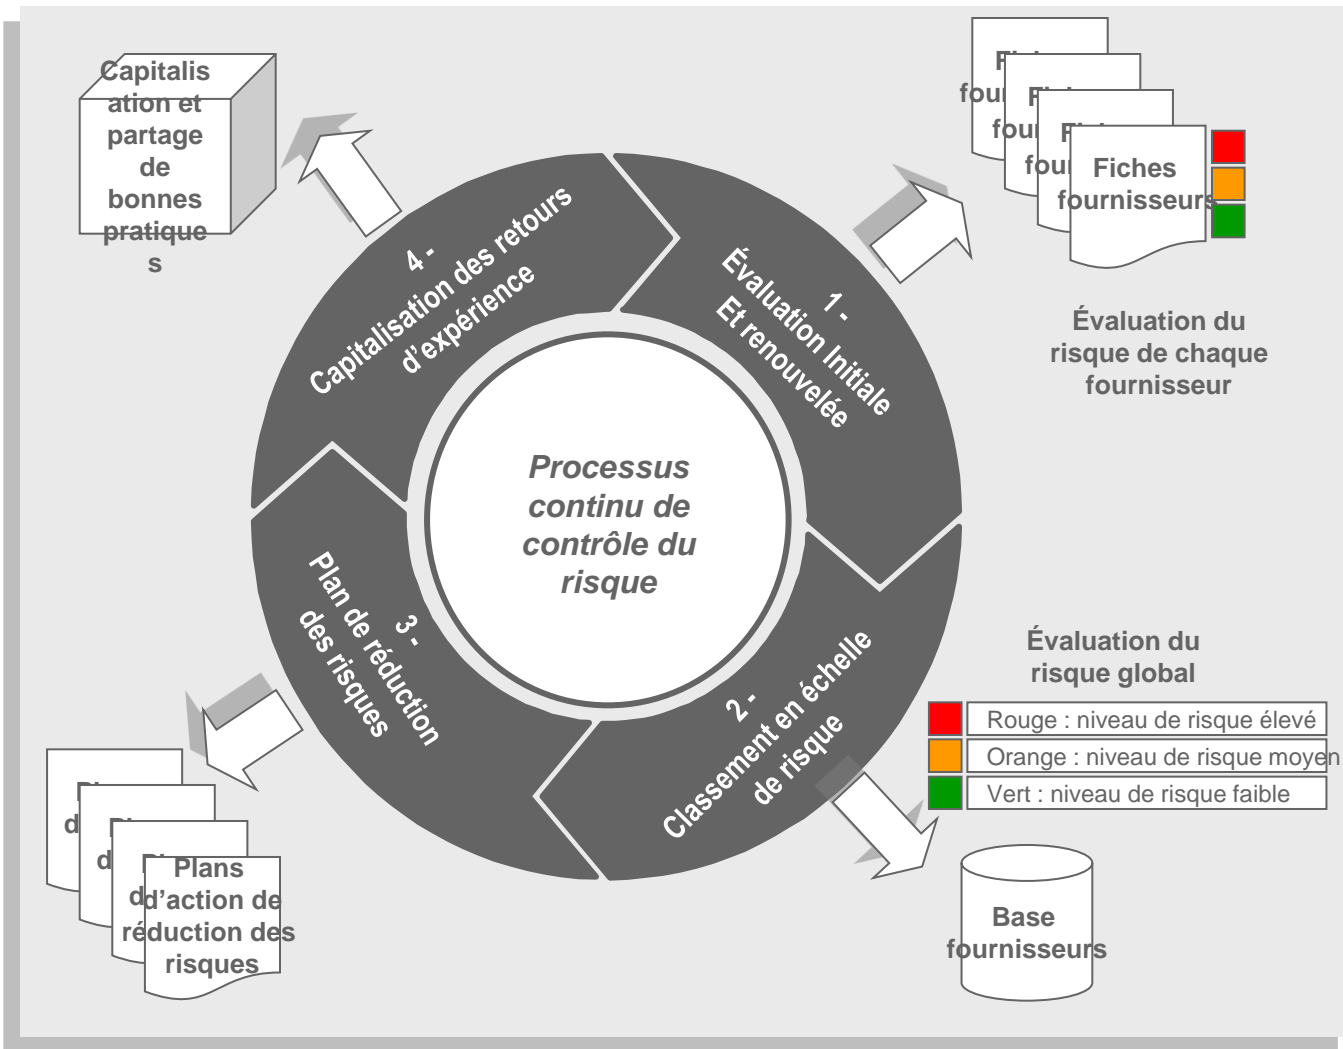 Capitalis
ation et
partage
de
bonnes
pratique
s
Fiches
fournisseurs
Évaluation du
risque de chaque
fournisseur
1 -
Évaluation Initiale
Et renouvelée
4 -
Capitalisation des retours
d'expérience
Processus
continu de
contrôle du
risque
3 -
Plan de réduction
des risques
2 -
Classement en échelle
de risque
Évaluation du
risque global
Rouge : niveau de risque élevé
Orange : niveau de risque moyen
Vert : niveau de risque faible
Base
fournisseurs
Plans
d'action de
réduction des
risques